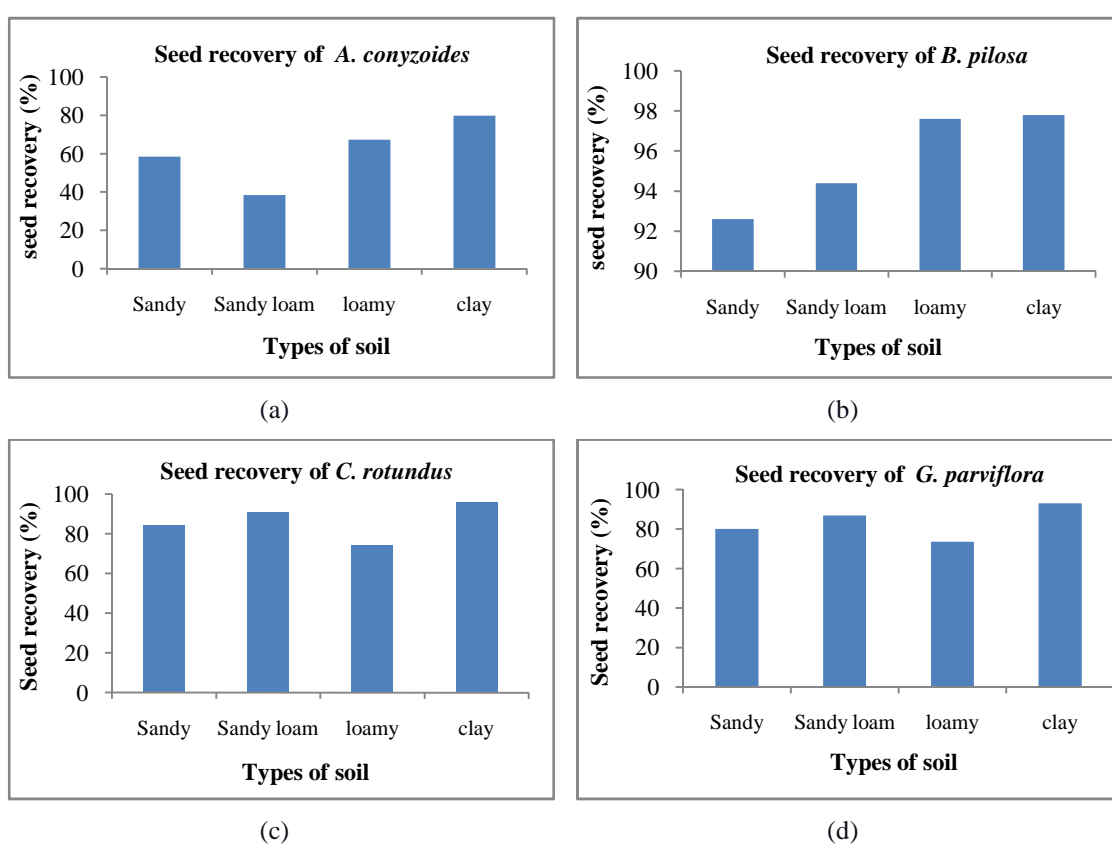 Seed recovery of A. conyzoides
seed recovery (%)
100
80
60
40
20
0
Sandy Sandy loam loamy clay
Types of soil
(a)
Seed recovery of B. pilosa
seed recovery (%)
100
98
96
94
92
90
Sandy Sandy loam loamy clay
Types of soil
(b)
Seed recovery of C. rotundus
Seed recovery (%)
100
80
60
40
20
0
Sandy Sandy loam loamy clay
Types of soil
(c)
Seed recovery of G. parviflora
Seed recovery (%)
100
80
60
40
20
0
Sandy Sandy loam loamy clay
Types of soil
(d)